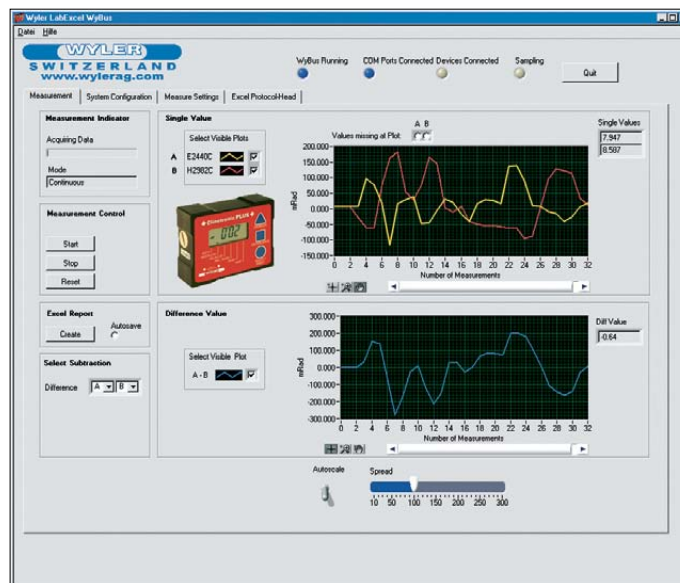 Wyler LabExcel WyBus
Datei Hilfe
WYLER
SWITZERLAND
www.wylerag.com
WyBus Running COM Ports Connected Devices Connected Sampling
Quit
Measurement System Configuration Measure Settings Excel Protocol-Head
Measurement Indicator
Acquiring Data
Mode
Continuous
Measurement Control
Start
Stop
Reset
Excel Report
Create Autosave
Select Subtraction
Difference A B
Single Value
Select Visible Plots
A E2440C
B H2982C
PLUS
Values missing at Plot: A B
200.000
150.000
100.000
50.000
0.000
-50.000
-100.000
-150.000
mRad
0 2 4 6 8 10 12 14 16 18 20 22 24 26 28 30 32
Number of Measurements
Single Values
7.947
8.587
Difference Value
Select Visible Plot
A - B
300.000
200.000
100.000
0.000
-100.000
-200.000
-300.000
mRad
0 2 4 6 8 10 12 14 16 18 20 22 24 26 28 30 32
Number of Measurements
Diff Value
-0.64
Autoscale Spread
10 50 100 150 200 250 300